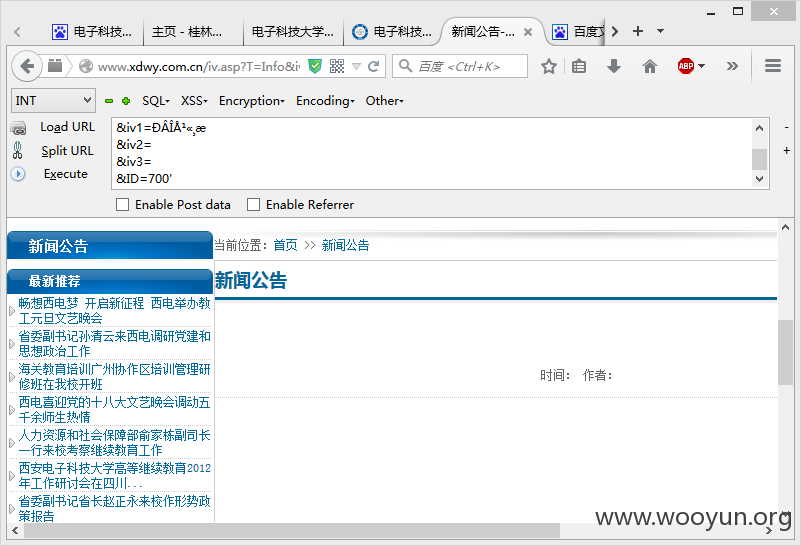 电子科技...
主页 - 桂林...
电子科技大学...
电子科技...
新闻公告-...
百度文
www.xdwy.com.cn/iv.asp?T=Info&iv
百度 <Ctrl+K>
ABP
INT
SQL
XSS
Encryption
Encoding
Other
Load URL
Split URL
Execute
&iv1=ÐÂÎÅ¹«¸æ
&iv2=
&iv3=
&ID=700'
Enable Post data
Enable Referrer
新闻公告
当前位置：首页 >> 新闻公告
最新推荐
新闻公告
畅想西电梦 开启新征程 西电举办教
工元旦文艺晚会
省委副书记孙清云来西电调研党建和
思想政治工作
海关教育培训广州协作区培训管理研
修班在我校开班
西电喜迎党的十八大文艺晚会调动五
千余师生热情
人力资源和社会保障部俞家栋副司长
一行来校考察继续教育工作
西安电子科技大学高等继续教育2012
年工作研讨会在四川...
省委副书记省长赵正永来校作形势政
策报告
时间： 作者：
www.wooyun.org